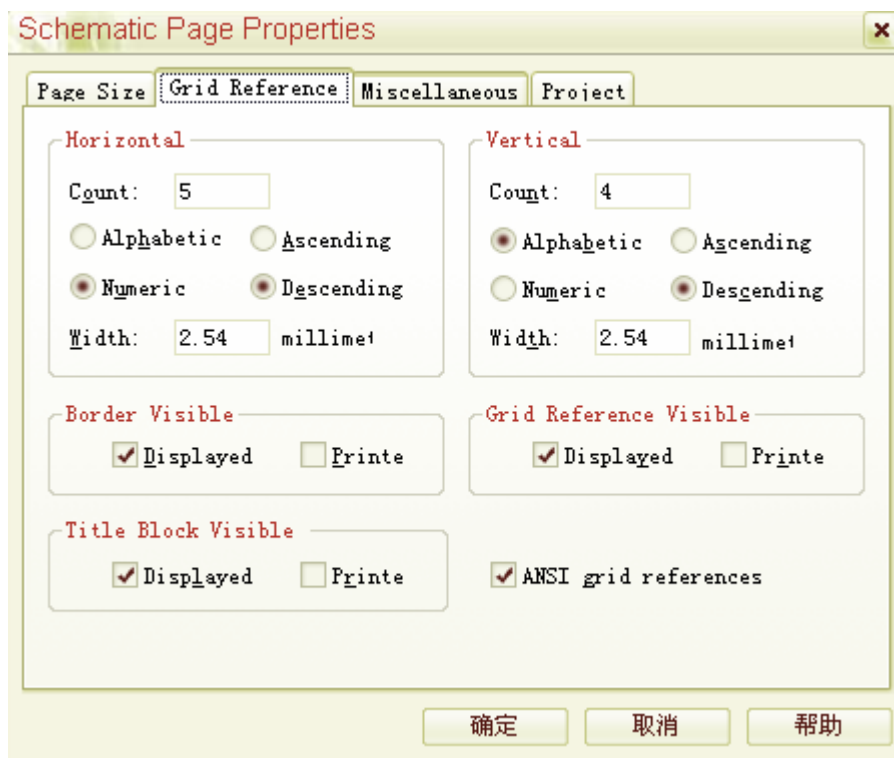 Schematic Page Properties
Page Size Grid Reference Miscellaneous Project
Horizontal
Count: 5
Alphabetic Ascending
Numeric Descending
Width: 2.54 millimet
Vertical
Count: 4
Alphabetic Ascending
Numeric Descending
Width: 2.54 millimet
Border Visible
Displayed Printe
Grid Reference Visible
Displayed Printe
Title Block Visible
Displayed Printe
ANSI grid references
确定 取消 帮助